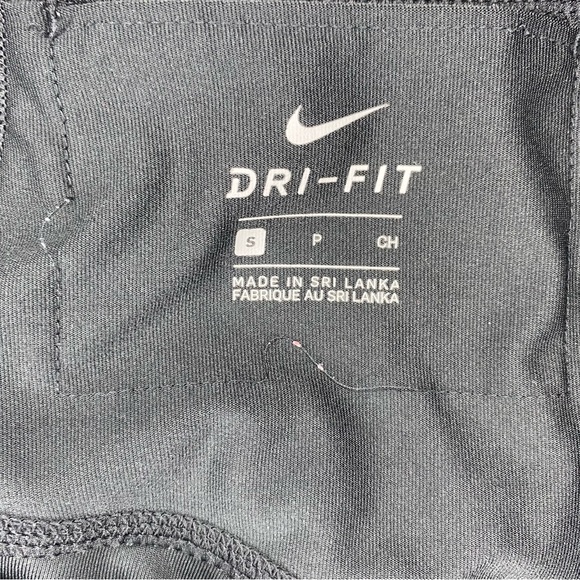 DRI-FIT
S P CH
MADE IN SRI LANKA
FABRIQUE AU SRI LANKA